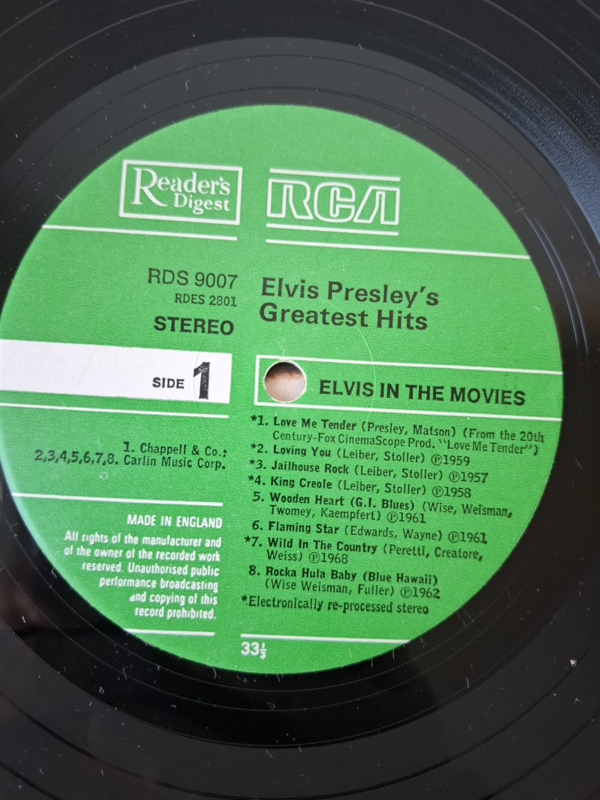 Reader's
Digest
RCA
RDS 9007
RDES 2801
STEREO
Elvis Presley's
Greatest Hits
SIDE 1
ELVIS IN THE MOVIES
1. Chappell & Co.;
2,3,4,5,6,7,8. Carlin Music Corp.
*1. Love Me Tender (Presley, Matson) (From the 20th
Century-Fox CinemaScope Prod. "Love Me Tender")
*2. Loving You (Leiber, Stoller) ℗1959
*3. Jailhouse Rock (Leiber, Stoller) ℗1957
*4. King Creole (Leiber, Stoller) ℗1958
5. Wooden Heart (G.I. Blues) (Wise, Weisman,
Twomey, Kaempfert) ℗1961
6. Flaming Star (Edwards, Wayne) ℗1961
*7. Wild In The Country (Peretti, Creatore,
Weiss) ℗1968
8. Rocka Hula Baby (Blue Hawaii)
(Wise Weisman, Fuller) ℗1962
*Electronically re-processed stereo
MADE IN ENGLAND
All rights of the manufacturer and
of the owner of the recorded work
reserved. Unauthorised public
performance broadcasting
and copying of this
record prohibited.
33⅓